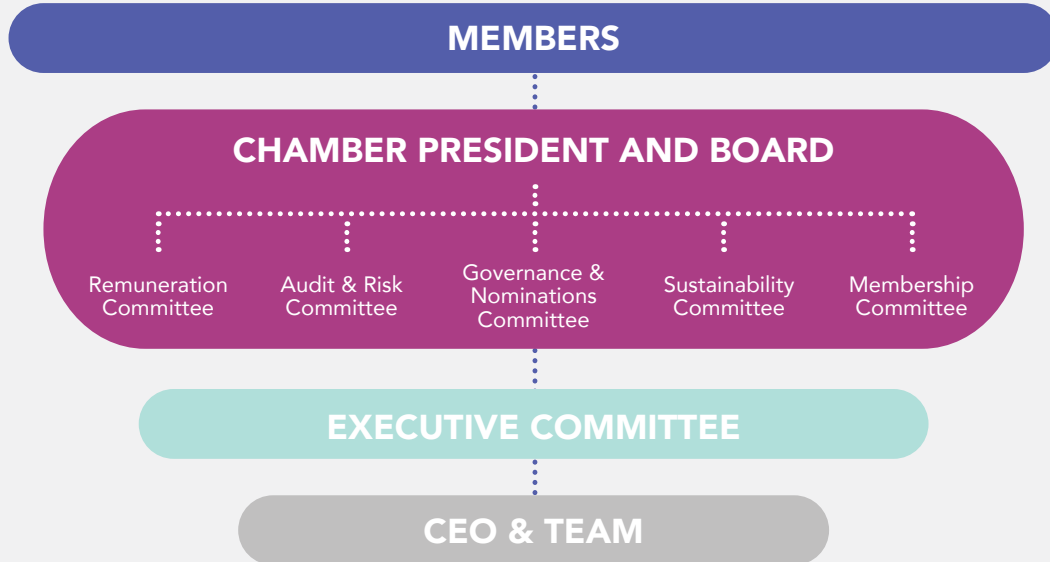 MEMBERS
CHAMBER PRESIDENT AND BOARD
Remuneration
Committee
Audit & Risk
Committee
Governance &
Nominations
Committee
Sustainability
Committee
Membership
Committee
EXECUTIVE COMMITTEE
CEO & TEAM